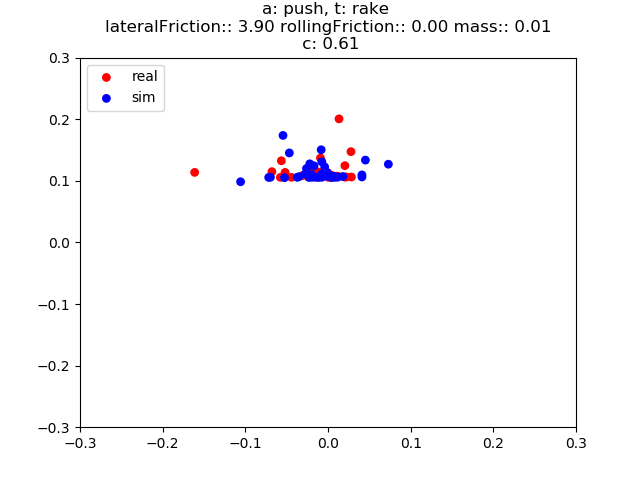 a: push, t: rake
lateralFriction:: 3.90 rollingFriction:: 0.00 mass:: 0.01
c: 0.61
real
sim
0.3
0.2
0.1
0.0
−0.1
−0.2
−0.3
−0.3
−0.2
−0.1
0.0
0.1
0.2
0.3